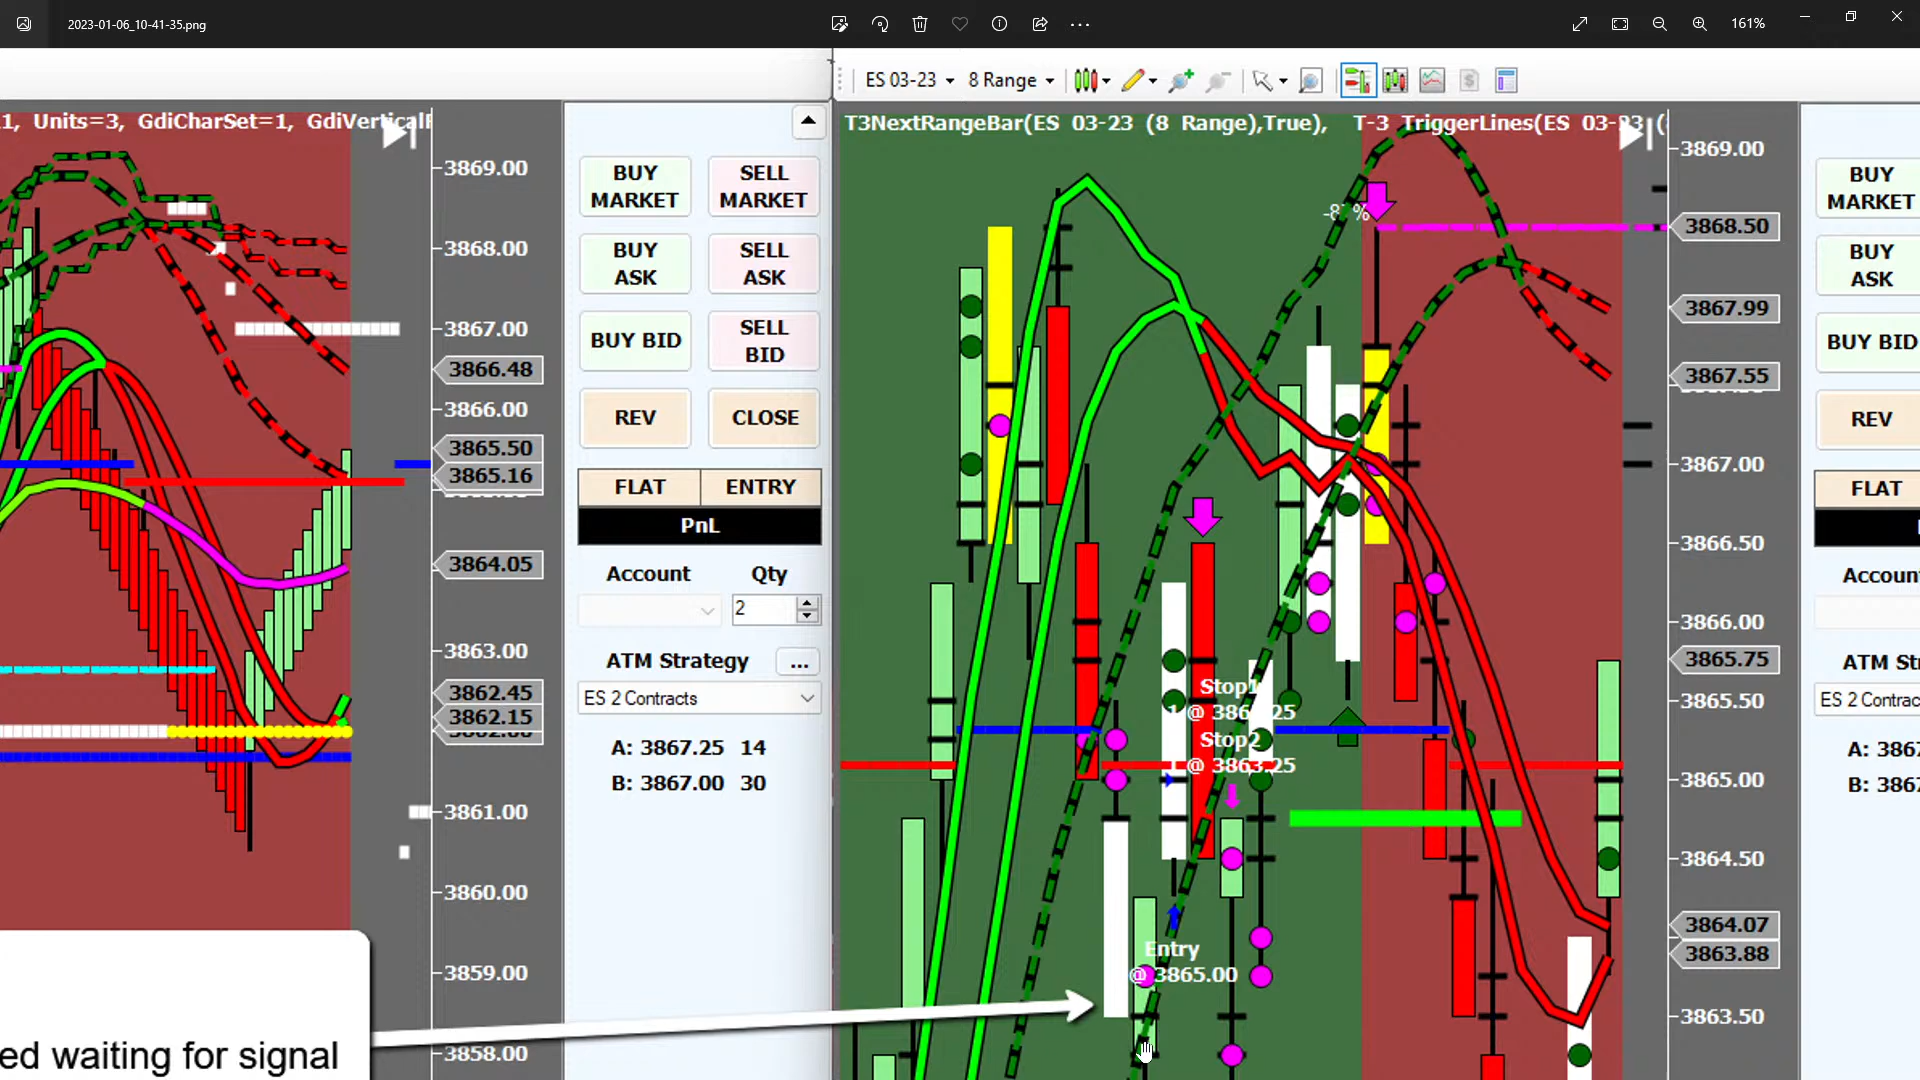 2023-01-06_10-41-35.png
161%
ES 03-23
8 Range
1, Units=3, GdiCharSet=1, GdiVerticalF
3869.00
3868.00
3867.00
3866.48
3866.00
3865.50
3865.16
3864.05
3863.00
3862.45
3862.15
3861.00
3860.00
3859.00
3858.00
BUY MARKET
SELL MARKET
BUY ASK
SELL ASK
BUY BID
SELL BID
REV
CLOSE
FLAT
ENTRY
PnL
Account
Qty
2
ATM Strategy
...
ES 2 Contracts
A: 3867.25 14
B: 3867.00 30
T3NextRangeBar(ES 03-23 (8 Range),True), T-3 TriggerLines(ES 03-23
Stop1
Stop2
@ 3863.25
Entry
@ 3865.00
3869.00
3868.50
3867.99
3867.55
3867.00
3866.50
3866.00
3865.75
3865.50
3865.00
3864.50
3864.07
3863.88
3863.50
BUY MARKET
BUY ASK
BUY BID
REV
FLAT
Accoun
ATM St
ES 2 Contrac
A: 386
B: 386
ed waiting for signal